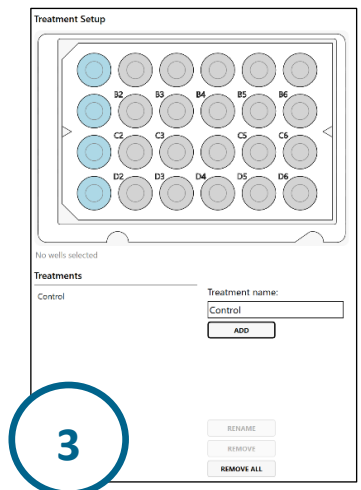 Treatment Setup
B2 B3 B4 B5 B6
C2 C3 C5 C6
D2 D3 D4 D5 D6
No wells selected
Treatments
Control
Treatment name:
Control
ADD
3
RENAME
REMOVE
REMOVE ALL